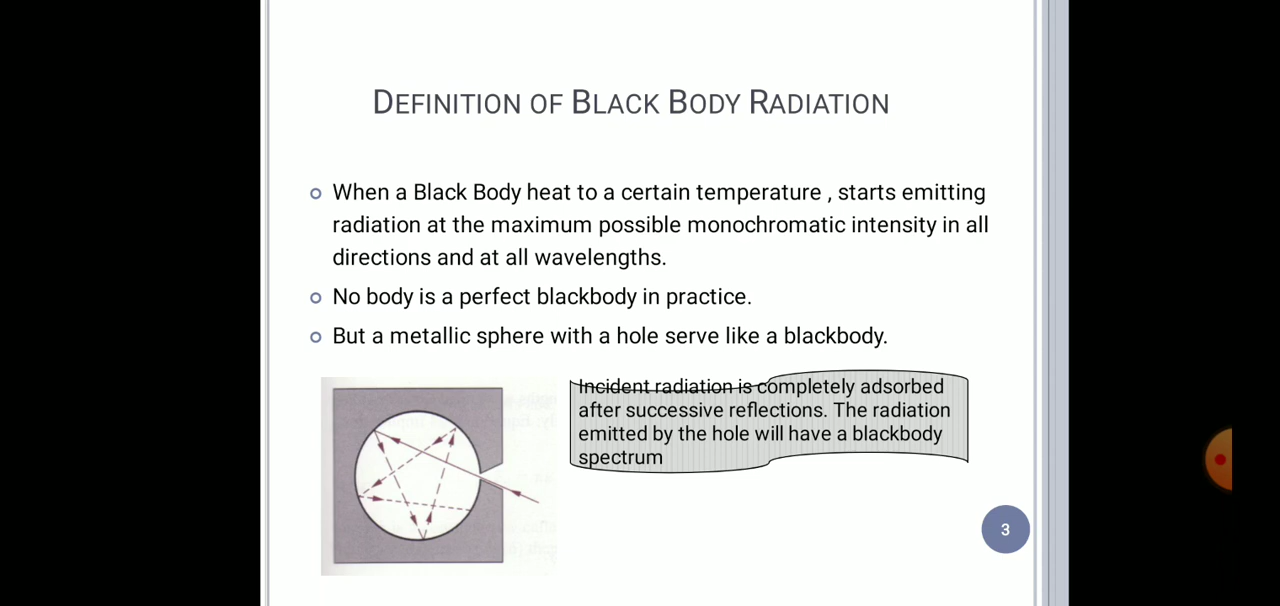 DEFINITION OF BLACK BODY RADIATION
When a Black Body heat to a certain temperature , starts emitting
radiation at the maximum possible monochromatic intensity in all
directions and at all wavelengths.
No body is a perfect blackbody in practice.
But a metallic sphere with a hole serve like a blackbody.
Incident radiation is completely adsorbed
after successive reflections. The radiation
emitted by the hole will have a blackbody
spectrum
3